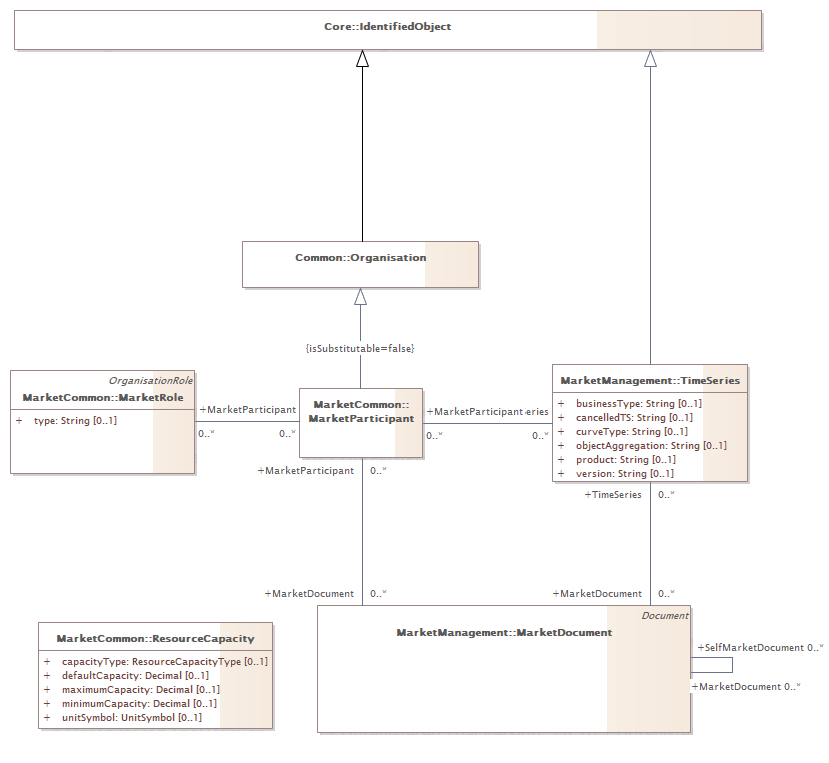 Core::IdentifiedObject
Common::Organisation
{isSubstitutable=false}
OrganisationRole
MarketCommon::MarketRole
+ type: String [0..1]
+MarketParticipant
0..*
0..*
MarketCommon::
MarketParticipant
+MarketParticipant
eries
0..*
0..*
MarketManagement::TimeSeries
+ businessType: String [0..1]
+ cancelledTS: String [0..1]
+ curveType: String [0..1]
+ objectAggregation: String [0..1]
+ product: String [0..1]
+ version: String [0..1]
+MarketParticipant 0..*
+TimeSeries 0..*
+MarketDocument 0..*
+MarketDocument 0..*
Document
MarketManagement::MarketDocument
+SelfMarketDocument 0..*
+MarketDocument 0..*
MarketCommon::ResourceCapacity
+ capacityType: ResourceCapacityType [0..1]
+ defaultCapacity: Decimal [0..1]
+ maximumCapacity: Decimal [0..1]
+ minimumCapacity: Decimal [0..1]
+ unitSymbol: UnitSymbol [0..1]